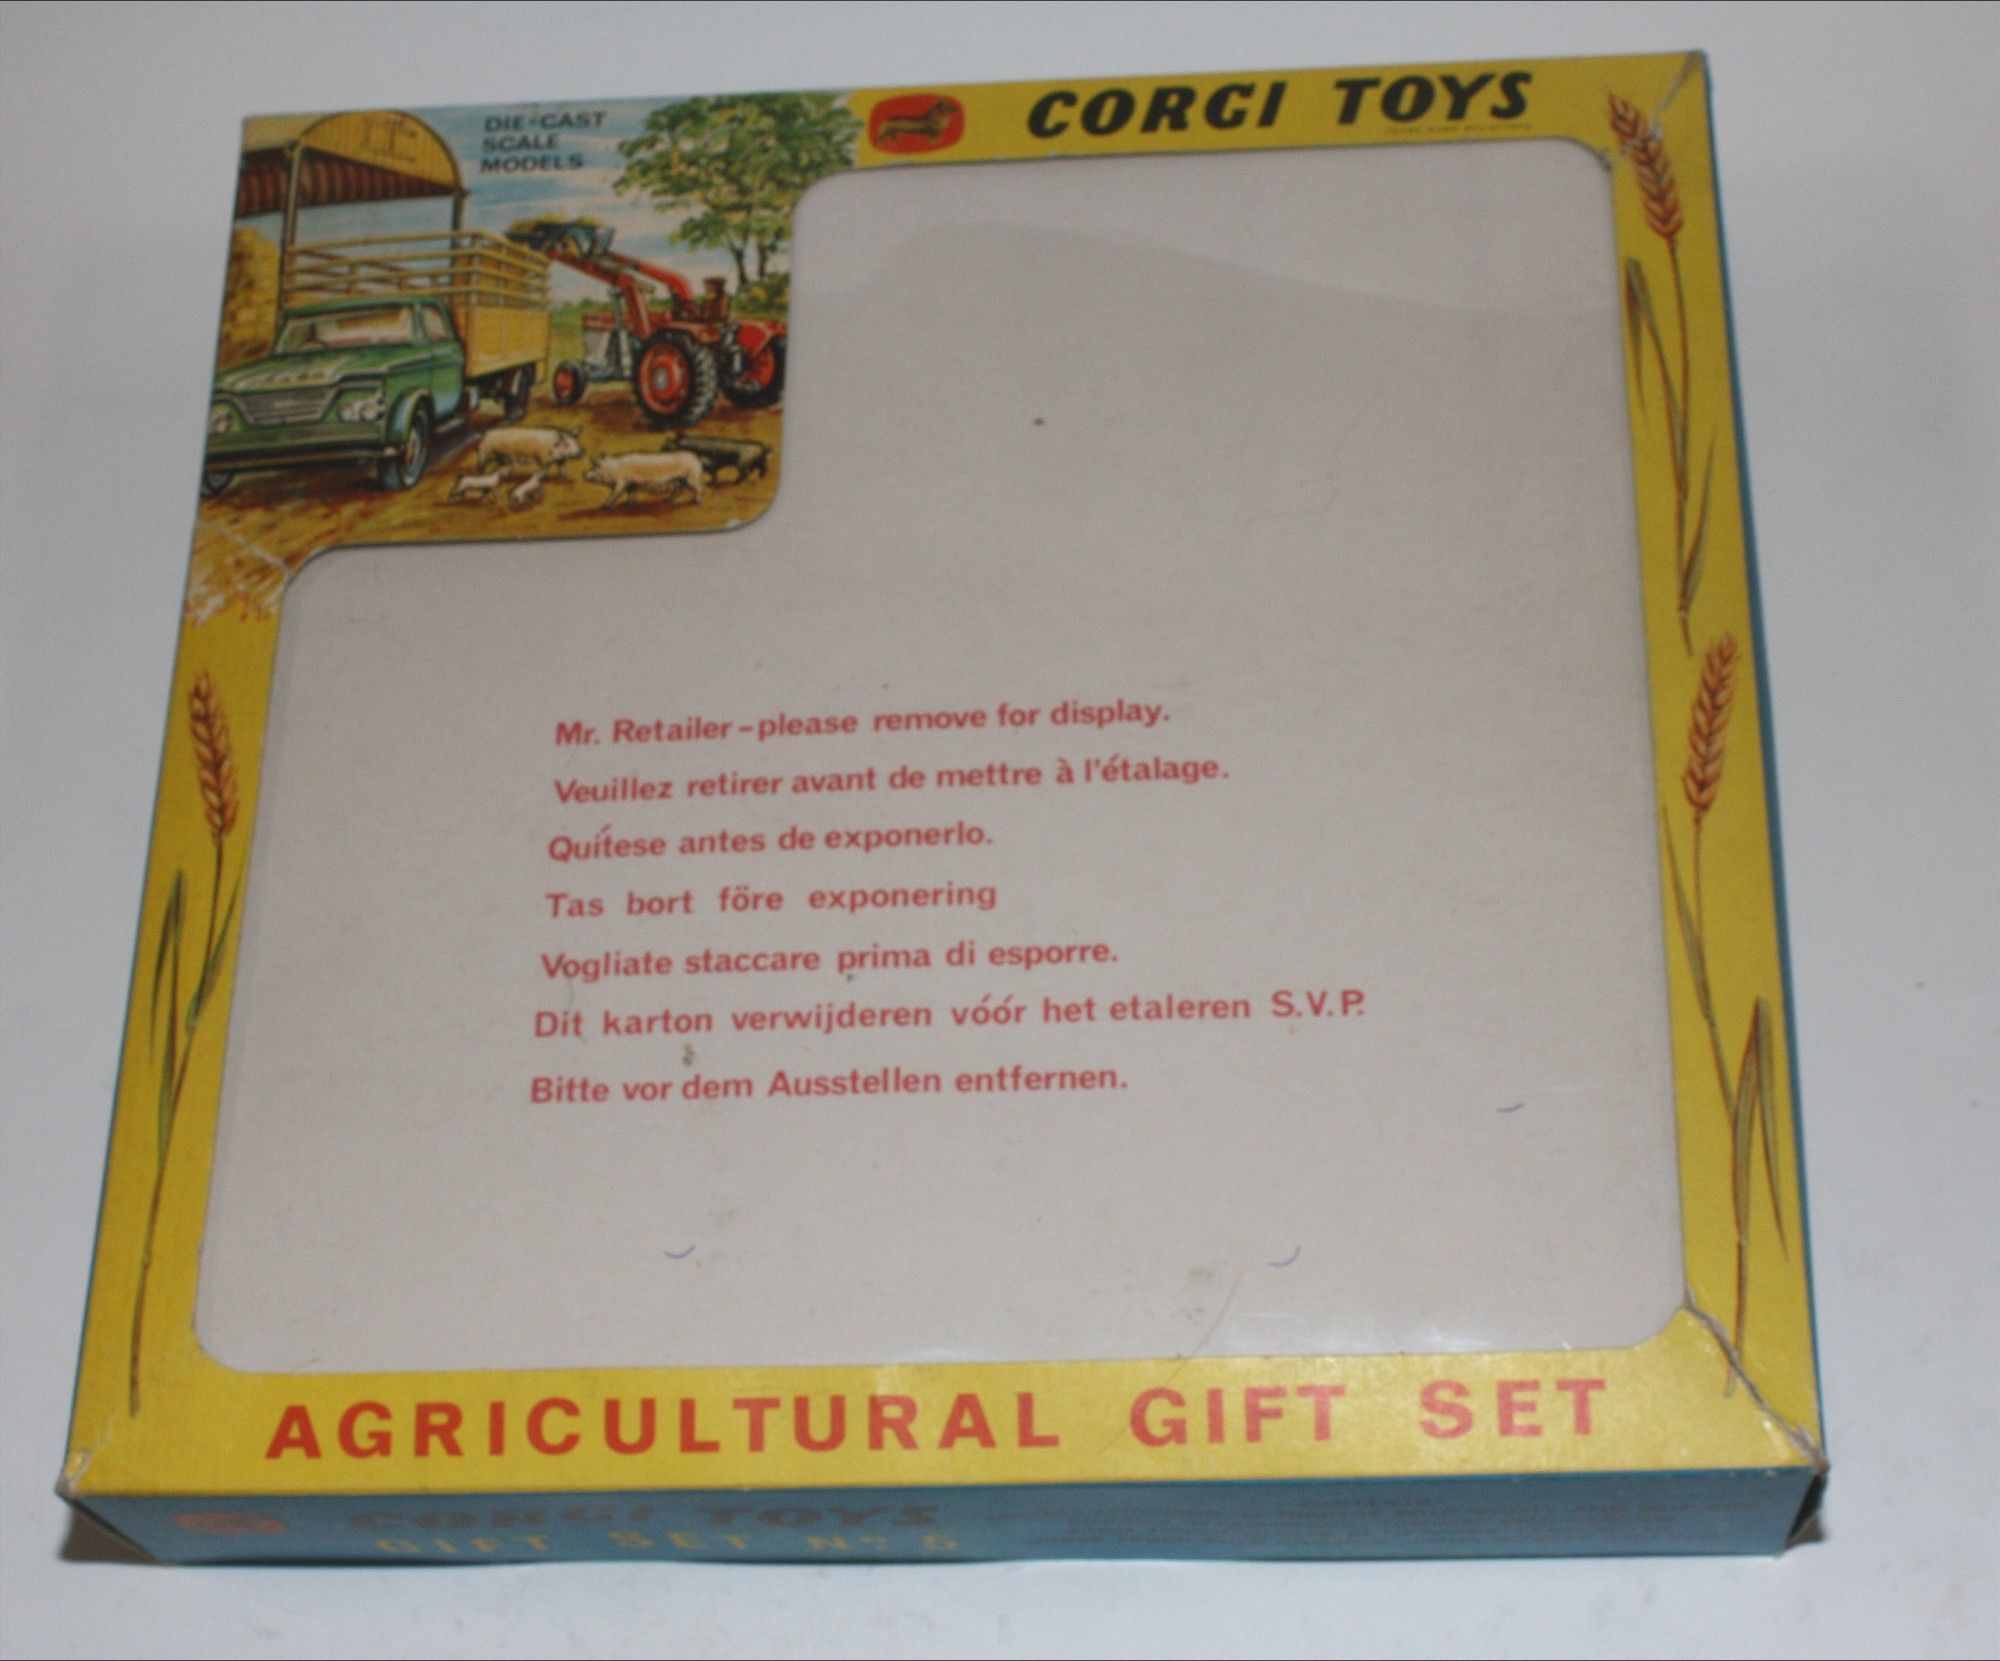 DIE-CAST
SCALE
MODELS
CORGI TOYS
Mr. Retailer – please remove for display.
Veuillez retirer avant de mettre à l'étalage.
Quítese antes de exponerlo.
Tas bort före exponering
Vogliate staccare prima di esporre.
Dit karton verwijderen vóór het etaleren S.V.P.
Bitte vor dem Ausstellen entfernen.
AGRICULTURAL GIFT SET
CORGI TOYS
GIFT SET Nº 5